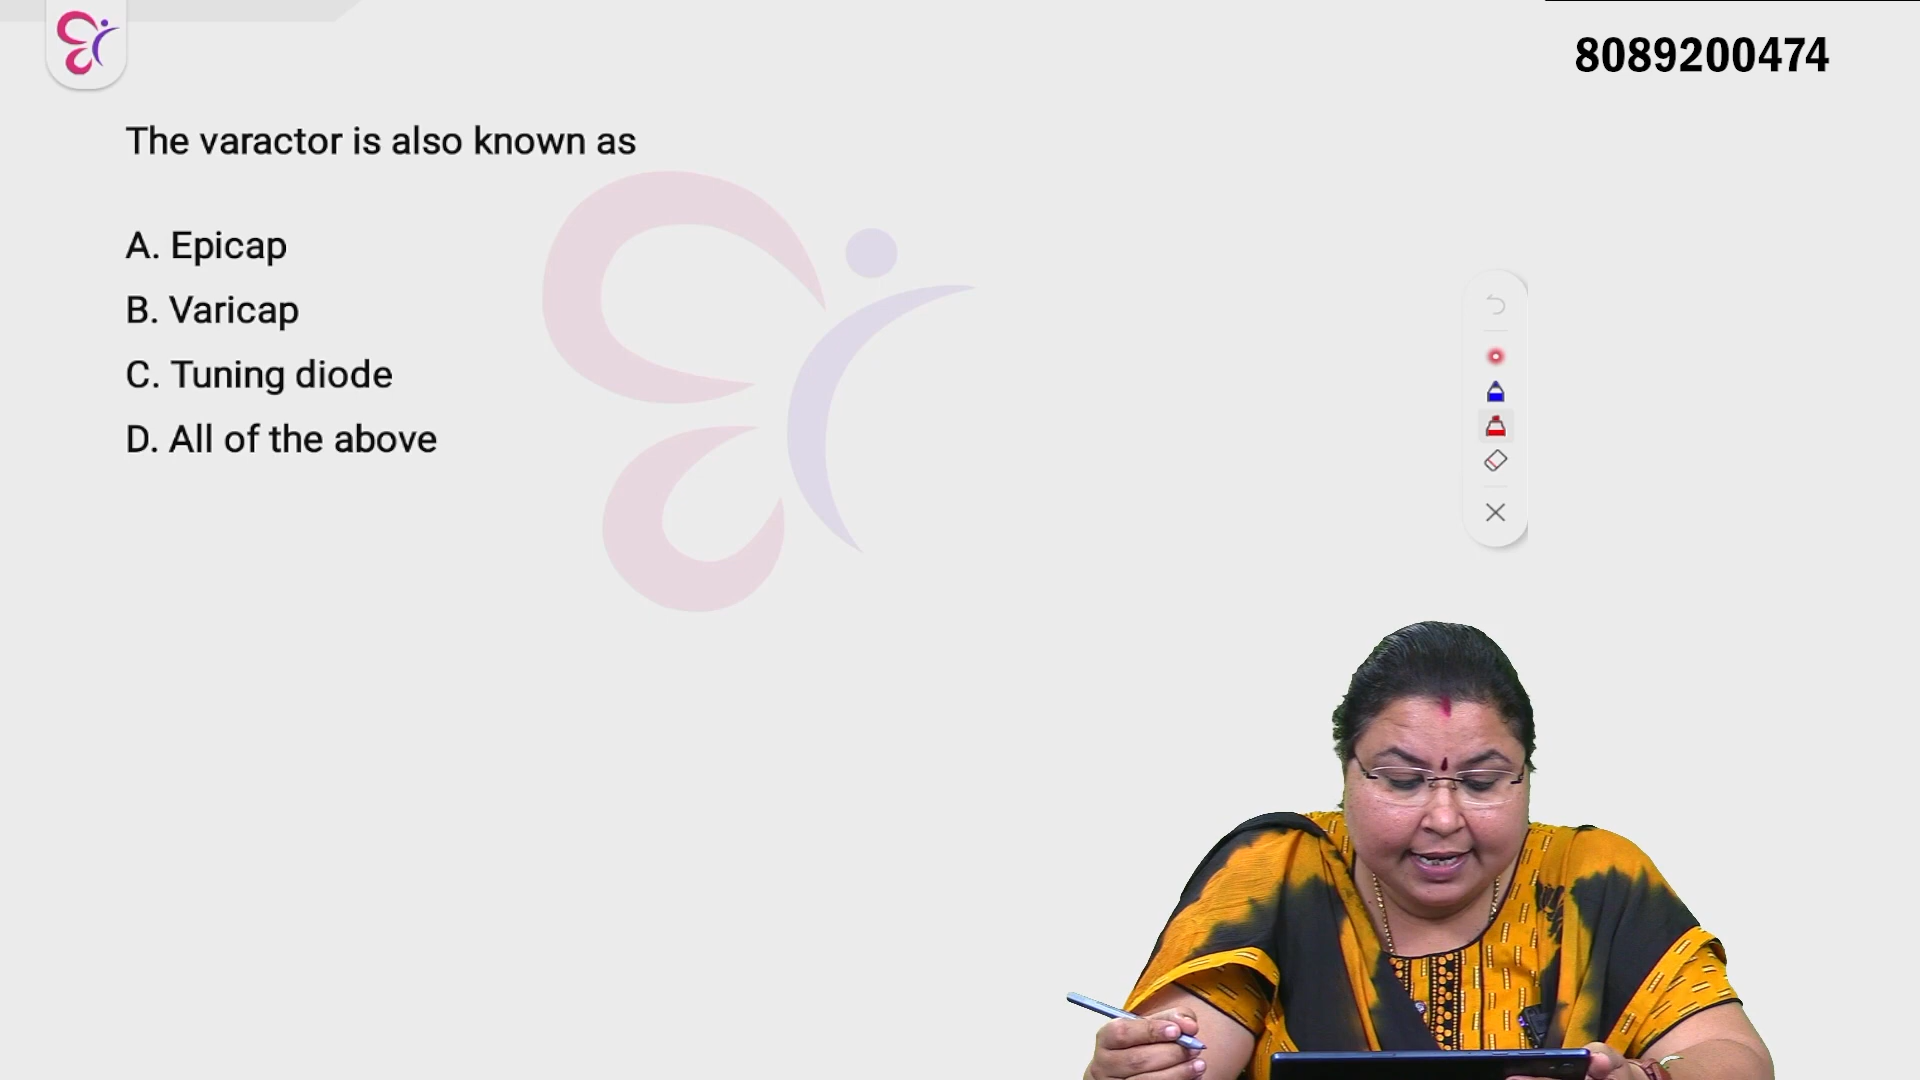 8089200474
The varactor is also known as
A. Epicap
B. Varicap
C. Tuning diode
D. All of the above